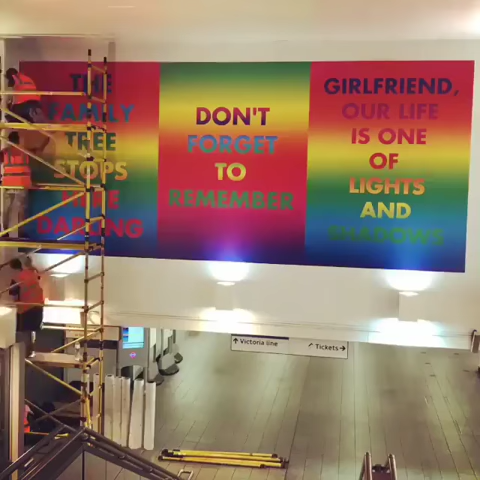 THE
FAMILY
TREE
STOPS
HERE
DARLING
DON'T
FORGET
TO
REMEMBER
GIRLFRIEND,
OUR LIFE
IS ONE
OF
LIGHTS
AND
SHADOWS
↑ Victoria line
Tickets →